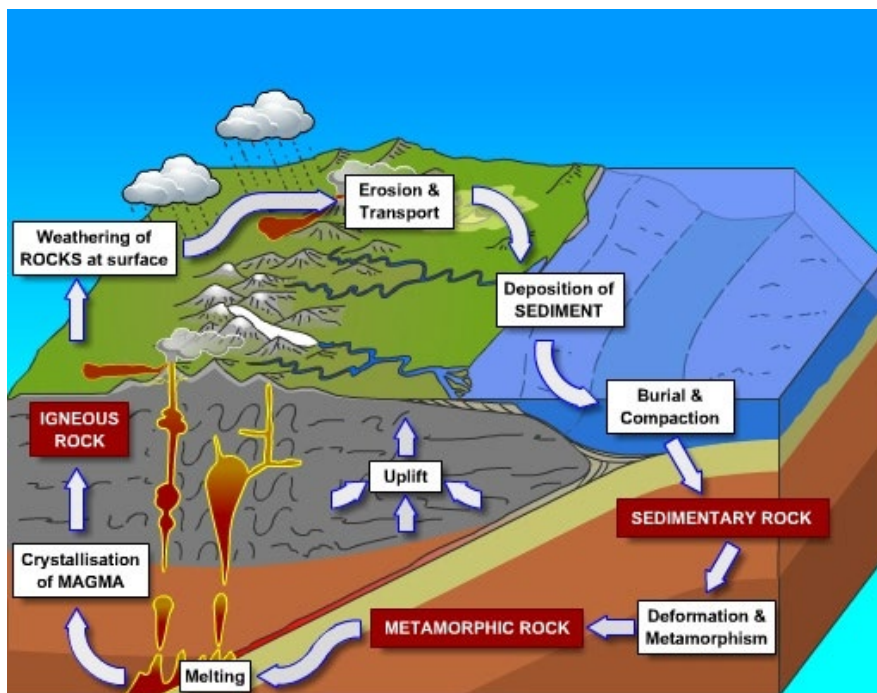 Erosion &
Transport
Weathering of
ROCKS at surface
Deposition of
SEDIMENT
Burial &
Compaction
IGNEOUS
ROCK
Uplift
SEDIMENTARY ROCK
Crystallisation
of MAGMA
METAMORPHIC ROCK
Deformation &
Metamorphism
Melting